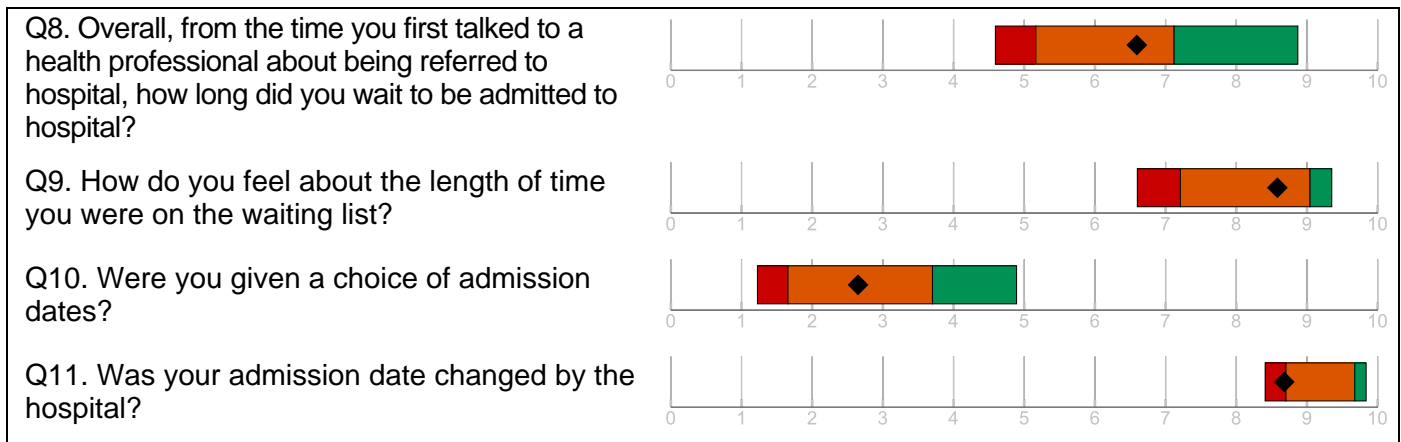 Q8. Overall, from the time you first talked to a
health professional about being referred to
hospital, how long did you wait to be admitted to
hospital?
0 1 2 3 4 5 6 7 8 9 10
Q9. How do you feel about the length of time
you were on the waiting list?
0 1 2 3 4 5 6 7 8 9 10
Q10. Were you given a choice of admission
dates?
0 1 2 3 4 5 6 7 8 9 10
Q11. Was your admission date changed by the
hospital?
0 1 2 3 4 5 6 7 8 9 10